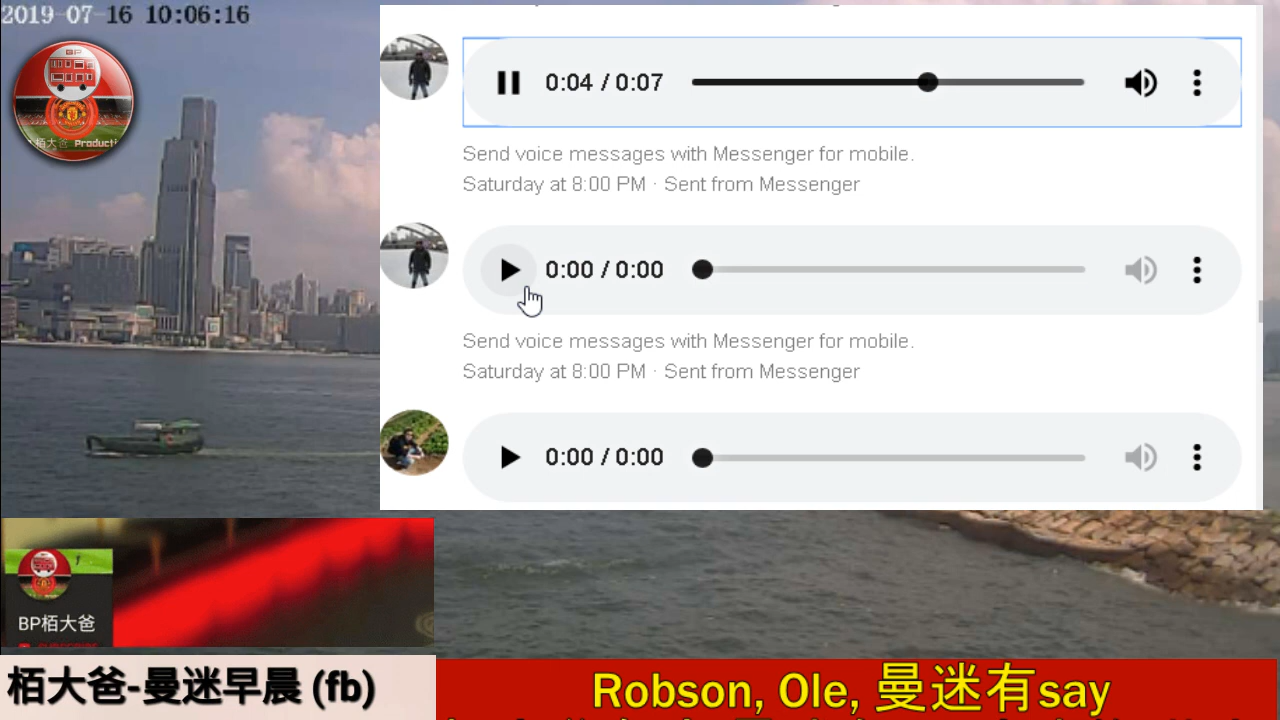 2019-07-16 10:06:16
BP
栢大爸 Producti
0:04 / 0:07
Send voice messages with Messenger for mobile.
Saturday at 8:00 PM · Sent from Messenger
0:00 / 0:00
Send voice messages with Messenger for mobile.
Saturday at 8:00 PM · Sent from Messenger
0:00 / 0:00
BP栢大爸
栢大爸-曼迷早晨 (fb)
Robson, Ole, 曼迷有say